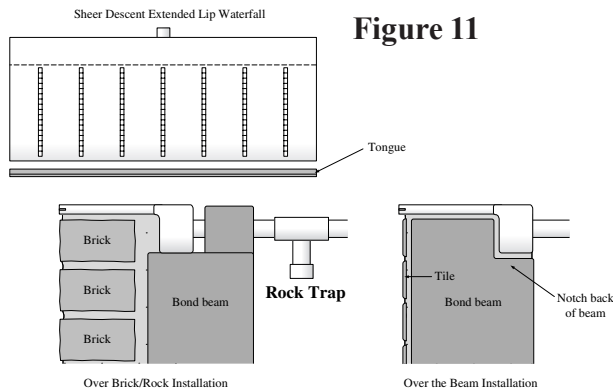 Sheer Descent Extended Lip Waterfall
Figure 11
Tongue
Brick
Brick
Brick
Bond beam
Rock Trap
Over Brick/Rock Installation
Tile
Bond beam
Notch back
of beam
Over the Beam Installation